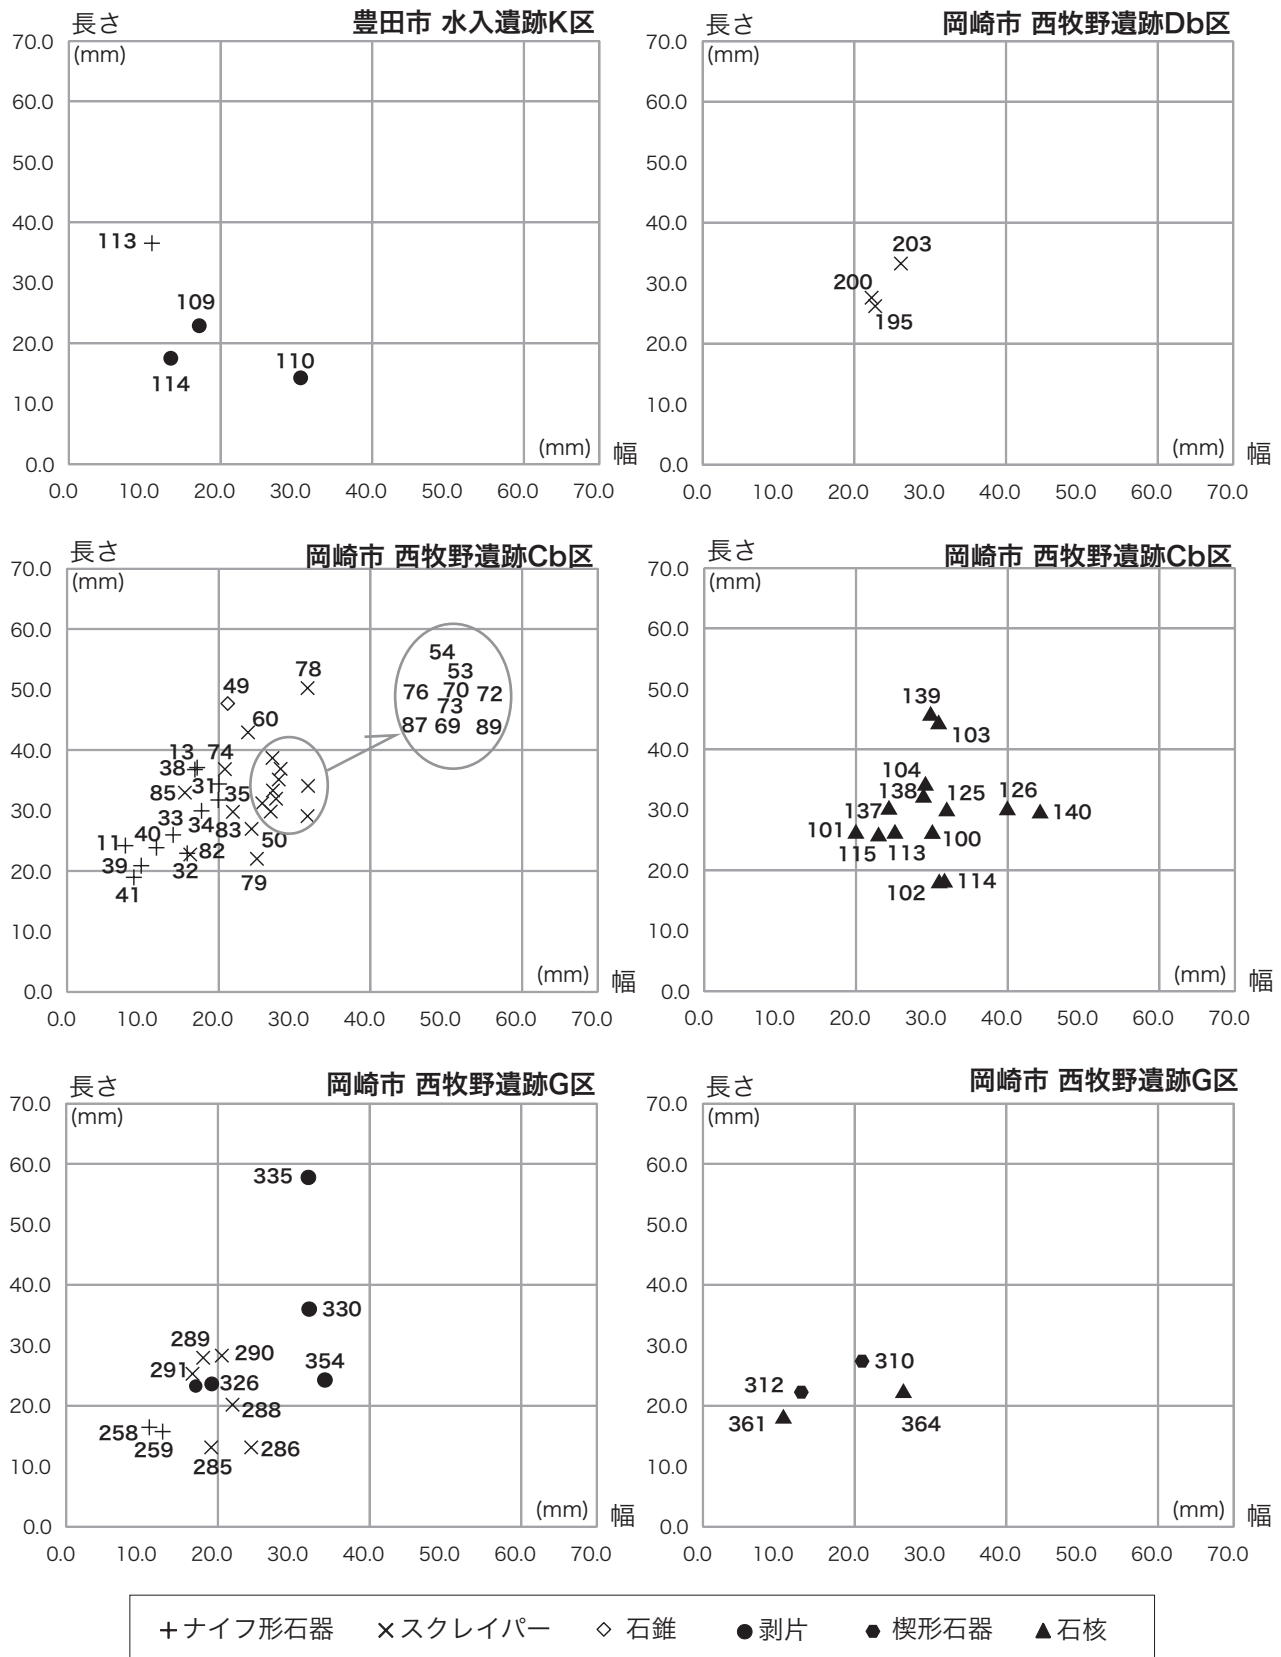 豊田市 水入遺跡K区
長さ
(mm)
70.0
60.0
50.0
40.0
30.0
20.0
10.0
0.0
113
109
114
110
(mm) 幅
0.0 10.0 20.0 30.0 40.0 50.0 60.0 70.0
岡崎市 西牧野遺跡Db区
長さ
(mm)
70.0
60.0
50.0
40.0
30.0
20.0
10.0
0.0
203
200
195
(mm) 幅
0.0 10.0 20.0 30.0 40.0 50.0 60.0 70.0
岡崎市 西牧野遺跡Cb区
長さ
(mm)
70.0
60.0
50.0
40.0
30.0
20.0
10.0
0.0
54
53
76 70 72
73
87 69 89
78
49
60
13 74
38
31
85 35
33 34 83
11 40 50
82
39 32
41 79
(mm) 幅
0.0 10.0 20.0 30.0 40.0 50.0 60.0 70.0
岡崎市 西牧野遺跡Cb区
長さ
(mm)
70.0
60.0
50.0
40.0
30.0
20.0
10.0
0.0
139
103
104
138 125 126
137 140
101 100
115 113
102 114
(mm) 幅
0.0 10.0 20.0 30.0 40.0 50.0 60.0 70.0
岡崎市 西牧野遺跡G区
長さ
(mm)
70.0
60.0
50.0
40.0
30.0
20.0
10.0
0.0
335
330
289 290
354
291
326
288
258
259
285 286
(mm) 幅
0.0 10.0 20.0 30.0 40.0 50.0 60.0 70.0
岡崎市 西牧野遺跡G区
長さ
(mm)
70.0
60.0
50.0
40.0
30.0
20.0
10.0
0.0
310
312
361 364
(mm) 幅
0.0 10.0 20.0 30.0 40.0 50.0 60.0 70.0
ナイフ形石器 スクレイパー 石錐 剥片 楔形石器 石核